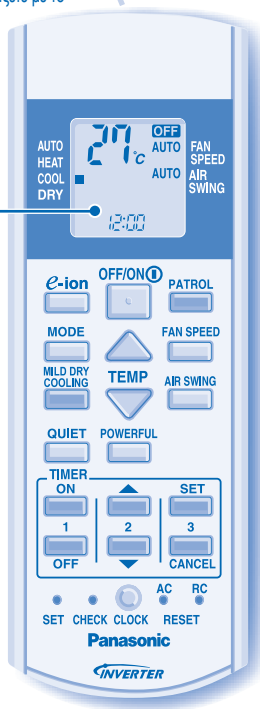 27°C OFF
AUTO AUTO FAN
HEAT SPEED
COOL AUTO AIR
DRY SWING
12:00
e-ion OFF/ON PATROL
MODE FAN SPEED
MILD DRY
COOLING TEMP AIR SWING
QUIET POWERFUL
TIMER
ON SET
1 2 3
OFF CANCEL
AC RC
SET CHECK CLOCK RESET
Panasonic
INVERTER